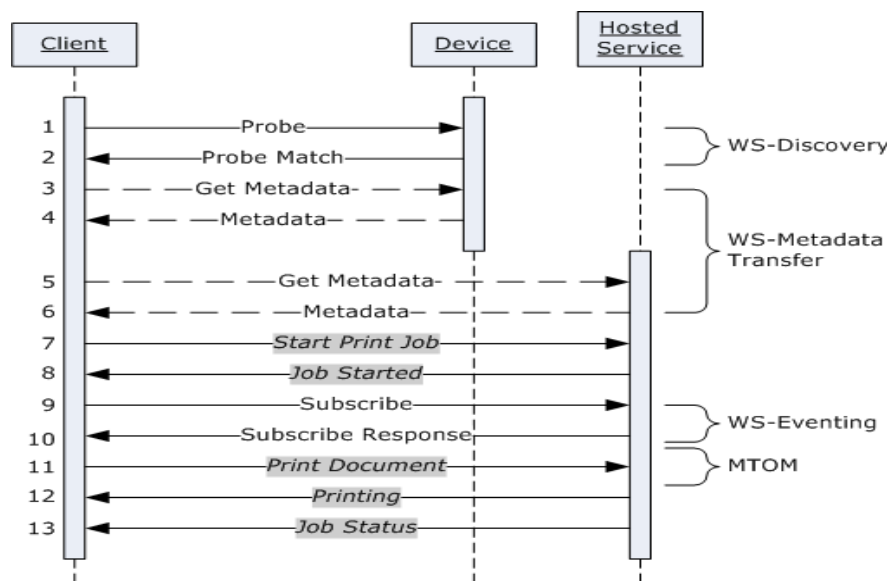 Client
Device
Hosted
Service
1 Probe
2 Probe Match
WS-Discovery
3 Get Metadata
4 Metadata
WS-Metadata
Transfer
5 Get Metadata
6 Metadata
7 Start Print Job
8 Job Started
9 Subscribe
WS-Eventing
10 Subscribe Response
11 Print Document
MTOM
12 Printing
13 Job Status